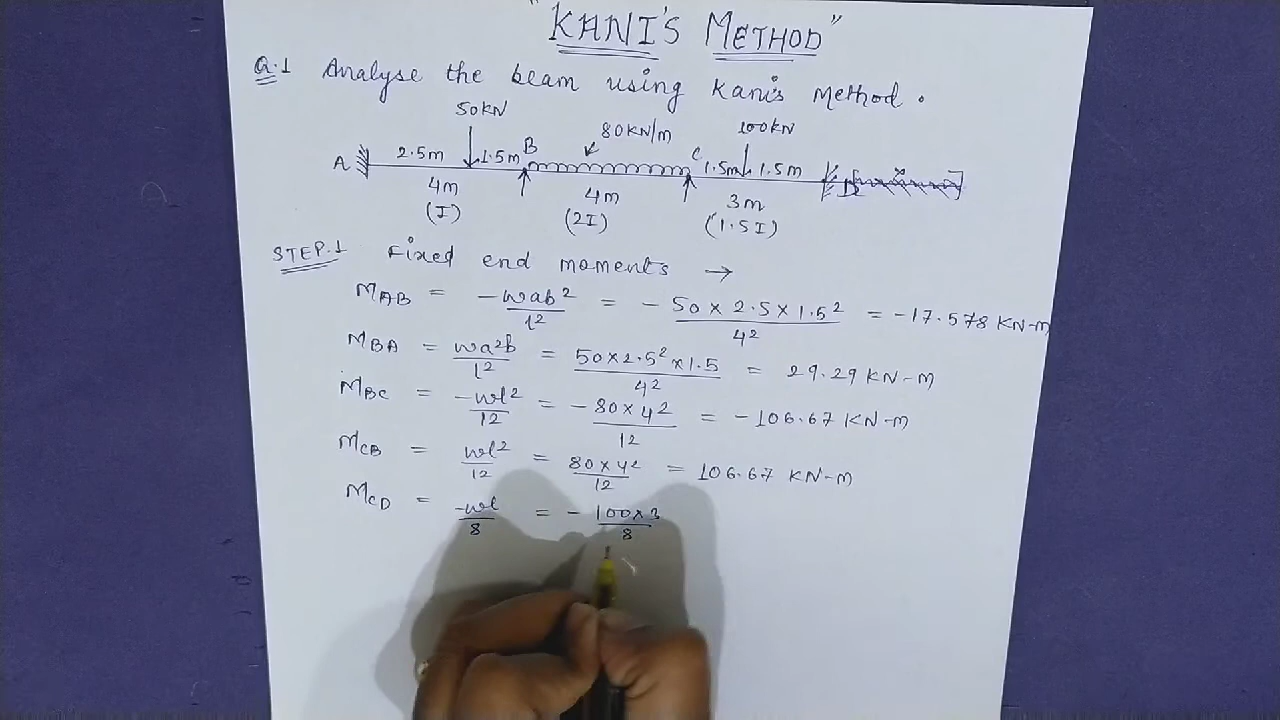 "KANI'S METHOD"
Q.1 Analyse the beam using Kani's Method.
50KN 80KN/m 100KN
A 2.5m 1.5m B C 1.5m 1.5m
4m 4m 3m
(I) (2I) (1.5I)
STEP.1 Fixed end moments →
MAB = -wab²/l² = - 50 × 2.5 × 1.5²/4² = -17.578 KN-m
MBA = wa²b/l² = 50×2.5²×1.5/4² = 29.29 KN-m
MBC = -wl²/12 = -80×4²/12 = -106.67 KN-m
MCB = wl²/12 = 80×4²/12 = 106.67 KN-m
MCD = -wl/8 = - 100×3/8